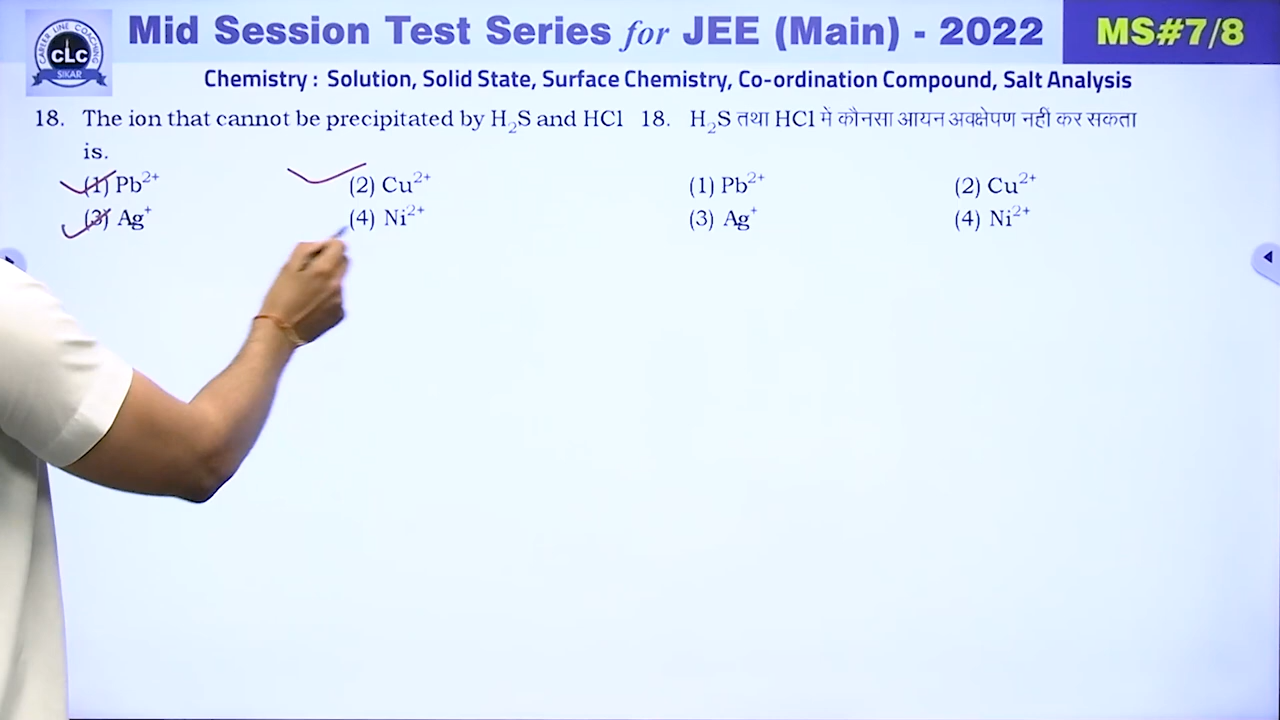 Mid Session Test Series for JEE (Main) - 2022
MS#7/8
CAREER LINE COACHING
CLC
SIKAR
Chemistry : Solution, Solid State, Surface Chemistry, Co-ordination Compound, Salt Analysis
18. The ion that cannot be precipitated by H₂S and HCl is.
(1) Pb²⁺ (2) Cu²⁺
(3) Ag⁺ (4) Ni²⁺
18. H₂S तथा HCl में कौनसा आयन अवक्षेपण नहीं कर सकता
(1) Pb²⁺ (2) Cu²⁺
(3) Ag⁺ (4) Ni²⁺